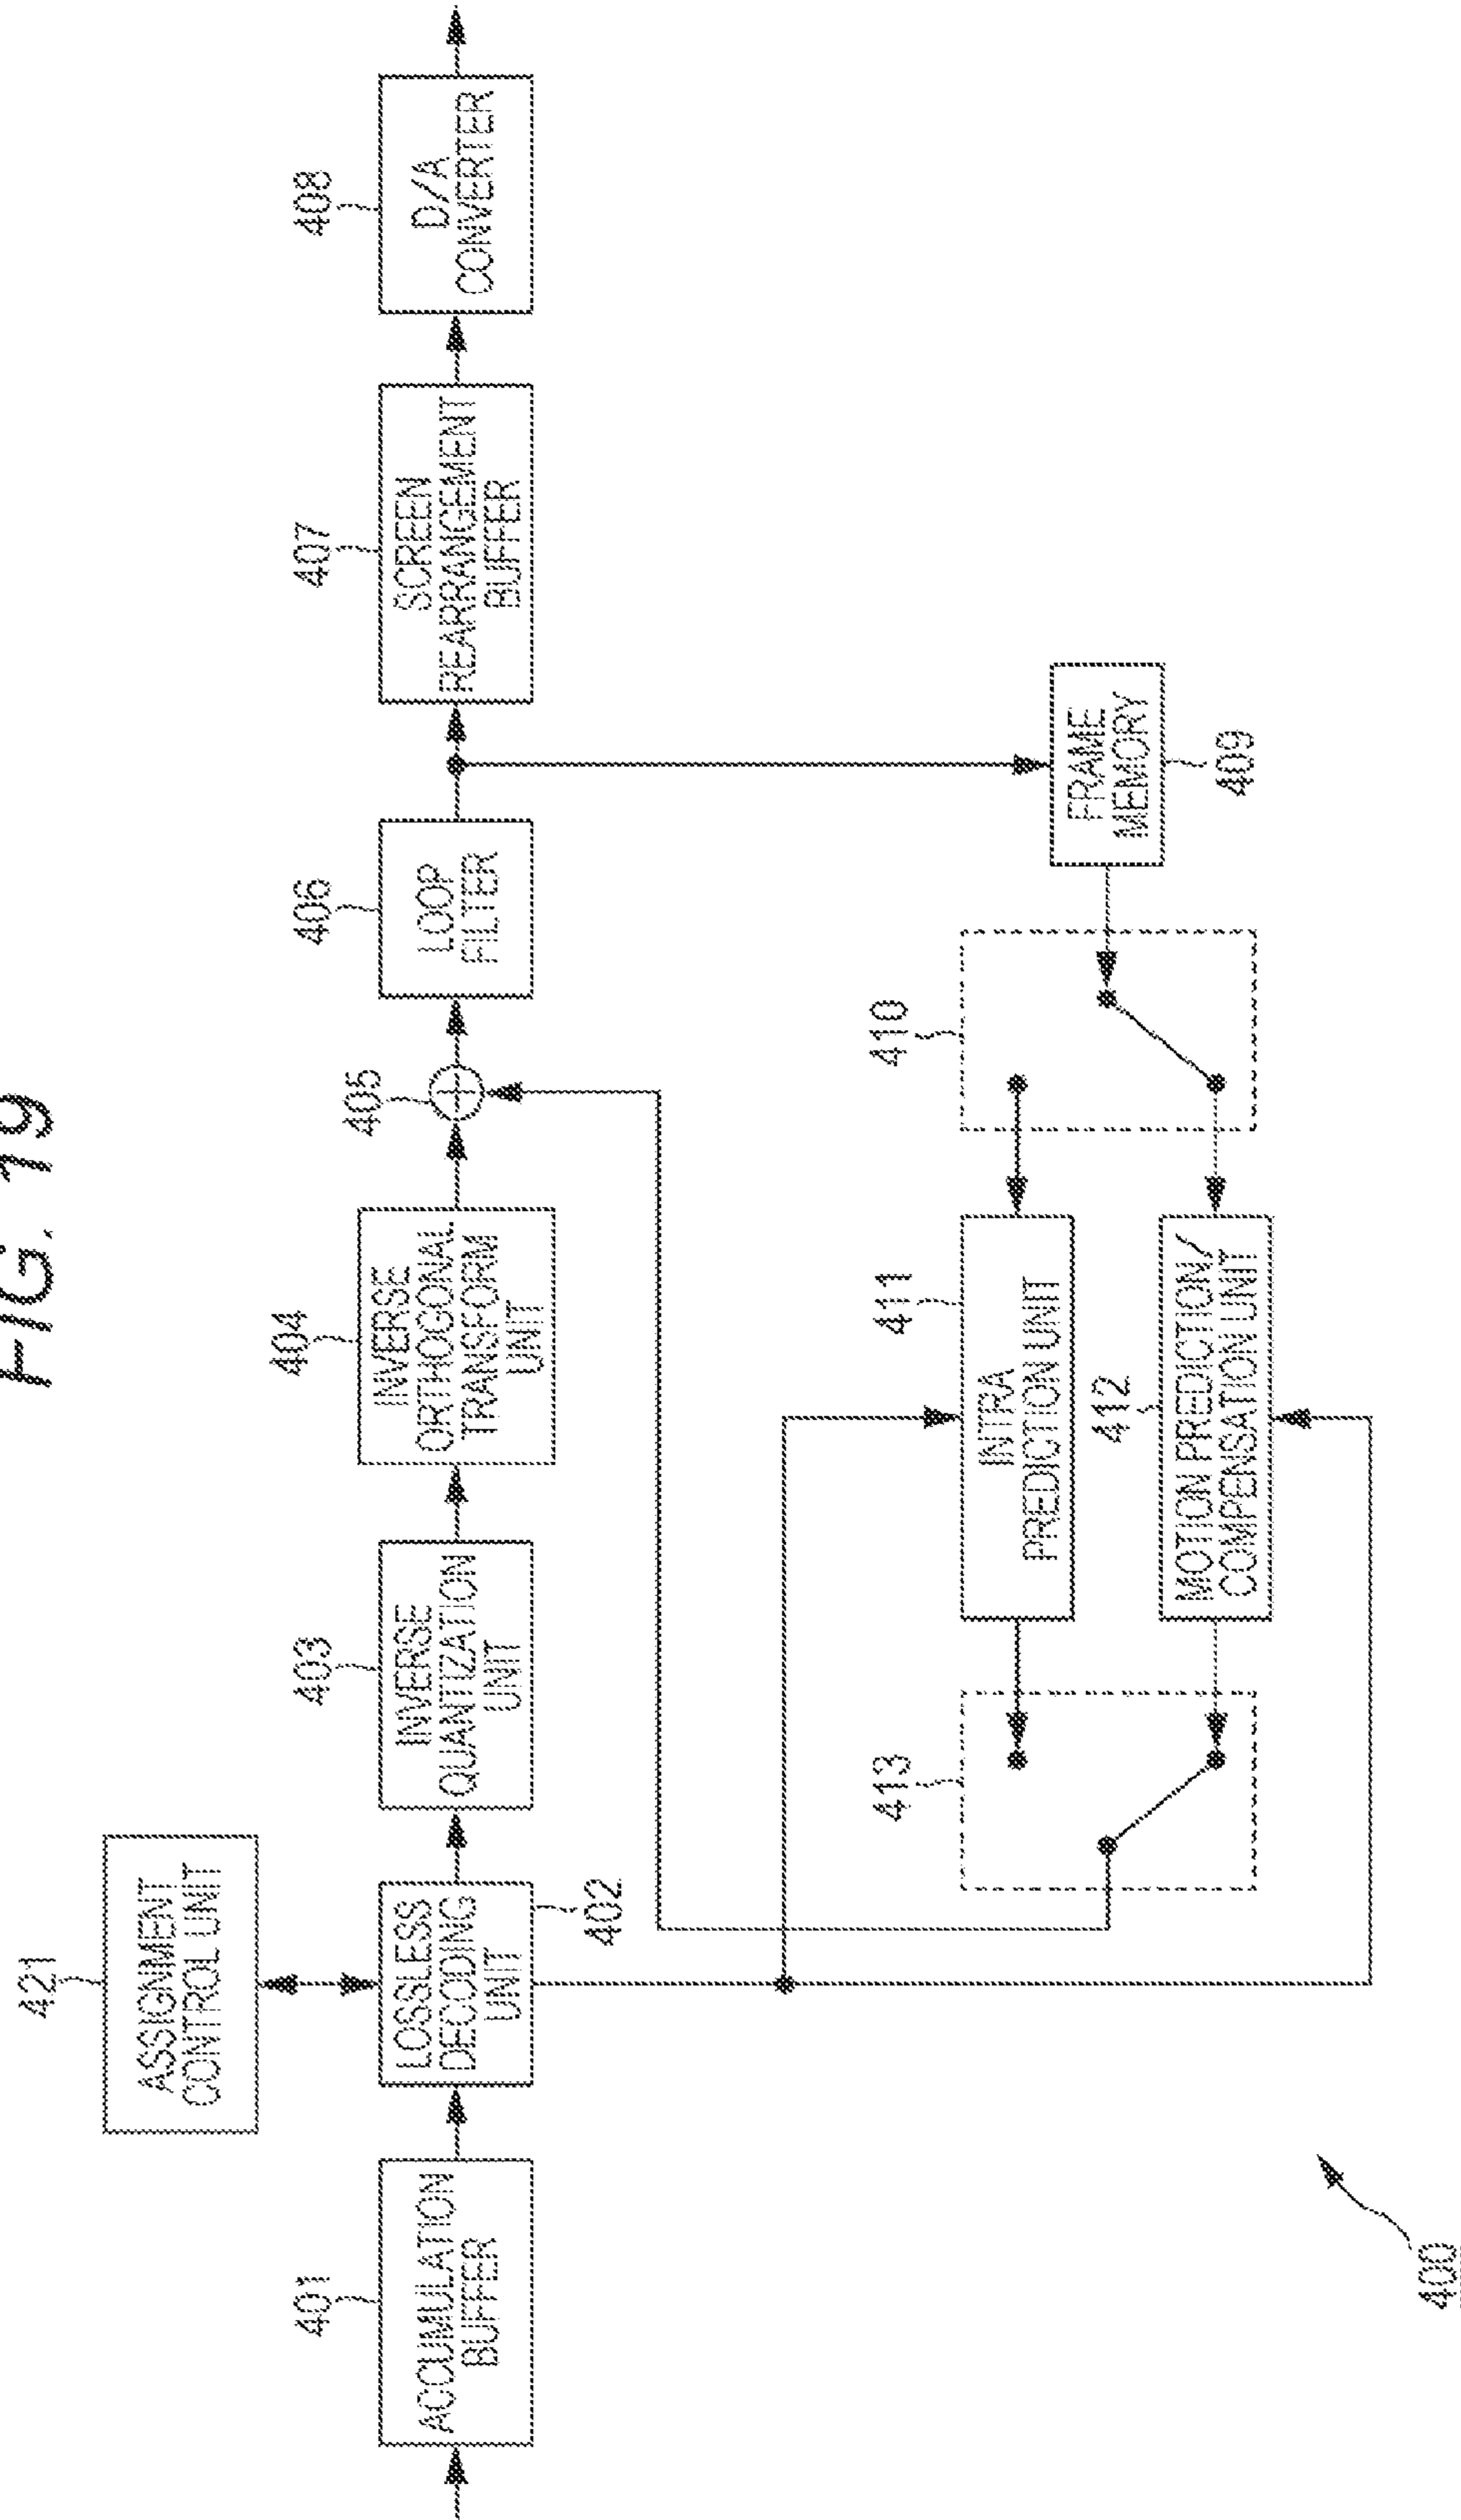 FIG. 19
421
ASSIGNMENT
CONTROL UNIT
401
ACCUMULATION
BUFFER
LOSSLESS
DECODING
UNIT
402
403
INVERSE
QUANTIZATION
UNIT
404
INVERSE
ORTHOGONAL
TRANSFORM
UNIT
405
406
LOOP
FILTER
407
SCREEN
REARRANGEMENT
BUFFER
408
D/A
CONVERTER
413
411
INTRA
PREDICTION UNIT
412
MOTION PREDICTION/
COMPENSATION UNIT
410
FRAME
MEMORY
409
400